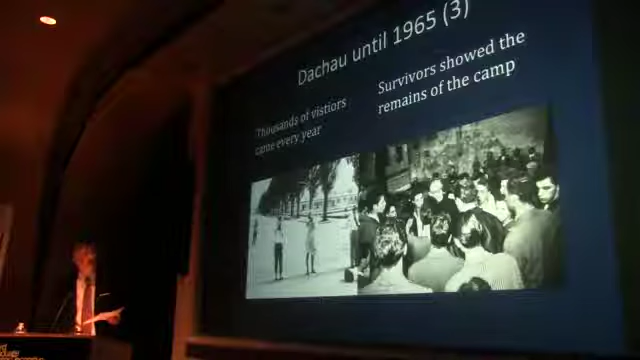 Dachau until 1965 (3)
Thousands of vistiors
came every year
Survivors showed the
remains of the camp